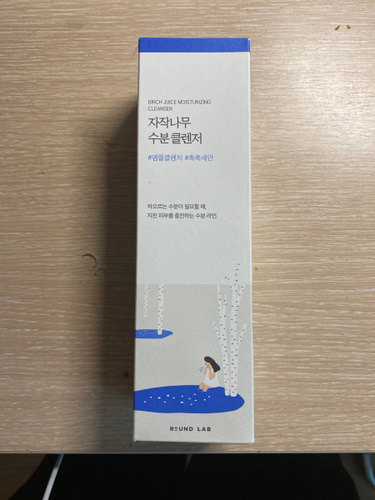 BIRCH JUICE MOISTURIZING
CLEANSER
자작나무
수분 클렌저
#앰플클렌저 #촉촉세안
타오르는 수분이 필요할 때,
지친 피부를 충전하는 수분 라인
ROUND LAB